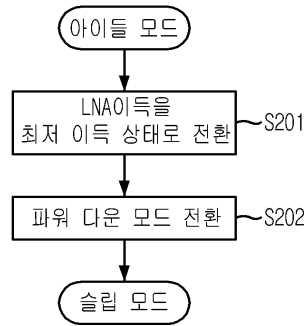 아이들 모드
LNA이득을
최저 이득 상태로 전환
S201
파워 다운 모드 전환
S202
슬립 모드